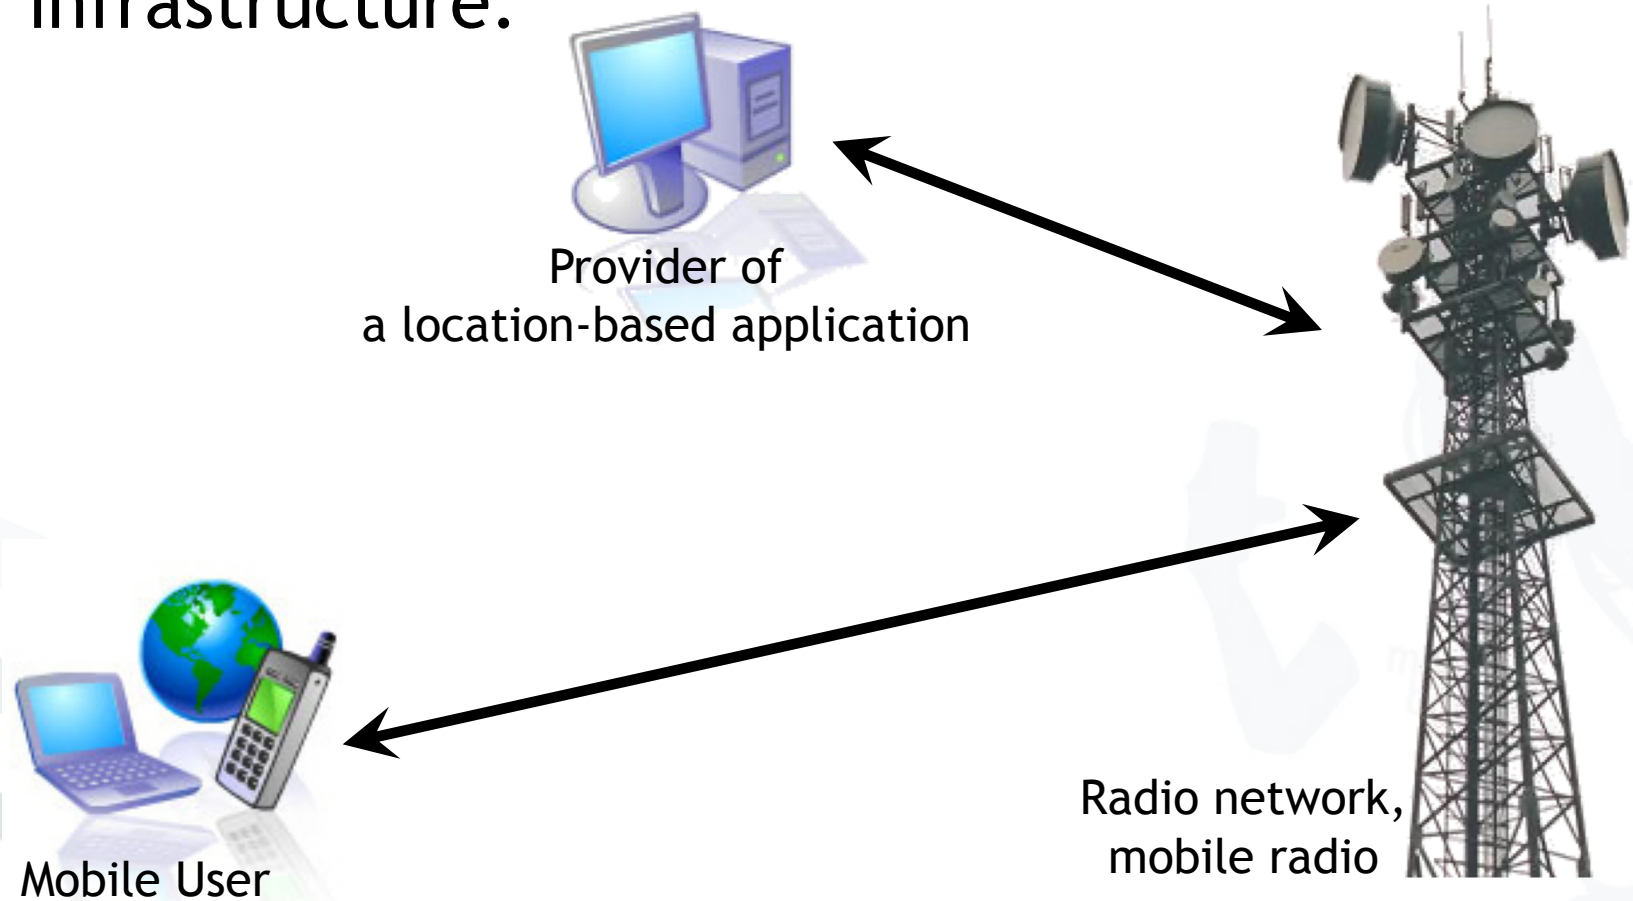 infrastructure.
Provider of
a location-based application
Radio network,
mobile radio
Mobile User